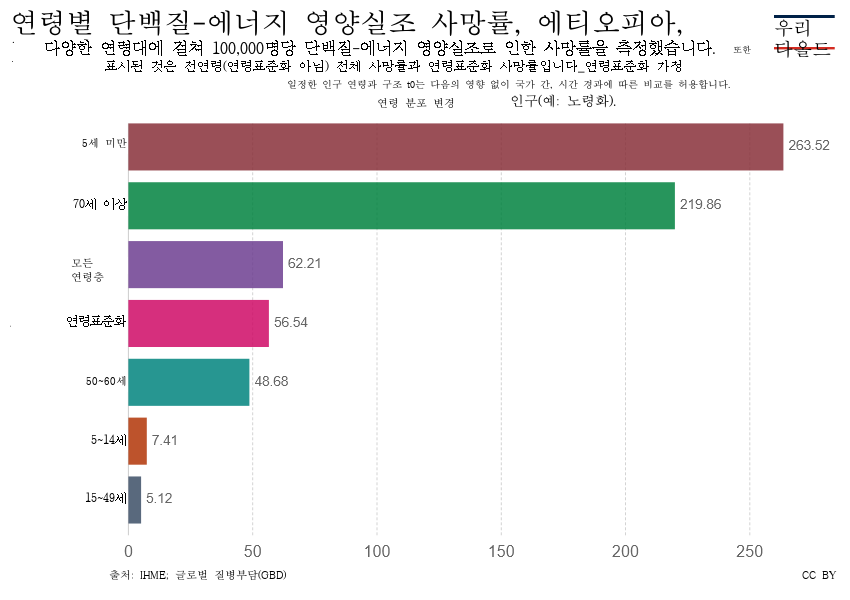 연령별 단백질-에너지 영양실조 사망률, 에티오피아,
우리
다울드
다양한 연령대에 걸쳐 100,000명당 단백질-에너지 영양실조로 인한 사망률을 측정했습니다. 또한
표시된 것은 전연령(연령표준화 아님) 전체 사망률과 연령표준화 사망률입니다_연령표준화 가정
일정한 인구 연령과 구조 t0는 다음의 영향 없이 국가 간, 시간 경과에 따른 비교를 허용합니다.
연령 분포 변경 인구(예: 노령화).
5세 미만 263.52
70세 이상 219.86
모든
연령층 62.21
연령표준화 56.54
50~60세 48.68
5~14세 7.41
15~49세 5.12
0 50 100 150 200 250
출처: IHME; 글로벌 질병부담(GBD) CC BY